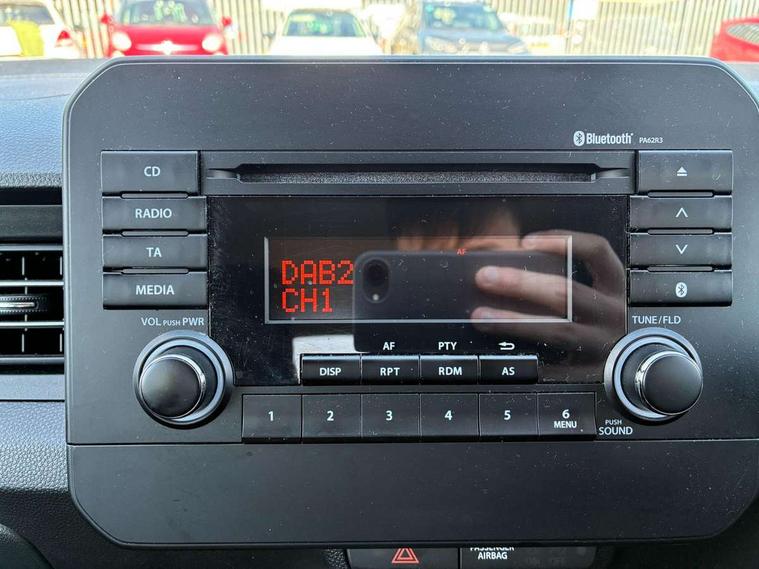 Bluetooth PA62R3
CD
RADIO
TA
MEDIA
AF
DAB2
CH1
VOL PUSH PWR
TUNE/FLD
AF PTY
DISP RPT RDM AS
1 2 3 4 5 6
MENU
PUSH
SOUND
PASSENGER
AIRBAG